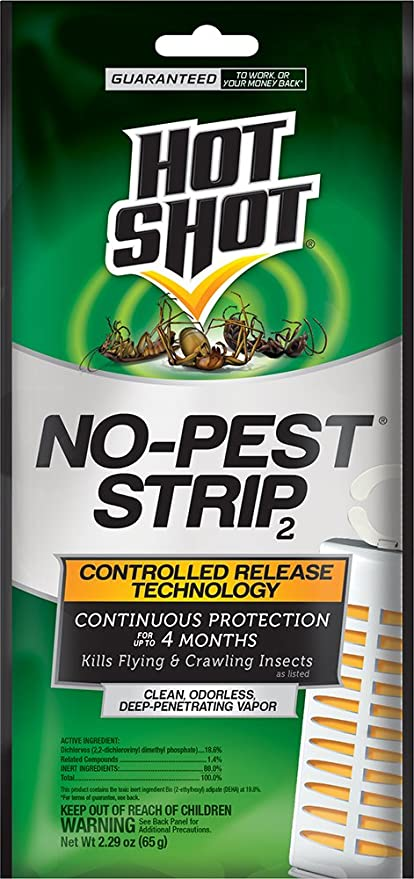 GUARANTEED TO WORK, OR
YOUR MONEY BACK*
HOT
SHOT®
NO-PEST®
STRIP2
CONTROLLED RELEASE
TECHNOLOGY
CONTINUOUS PROTECTION
FOR UP TO 4 MONTHS
Kills Flying & Crawling Insects
as listed
CLEAN, ODORLESS,
DEEP-PENETRATING VAPOR
ACTIVE INGREDIENT:
Dichlorvos (2,2-dichlorovinyl dimethyl phosphate)....18.6%
Related Compounds....1.4%
INERT INGREDIENTS:....80.0%
Total....100.0%
This product contains the toxic inert ingredient Bis (2-ethylhexyl) adipate (DEHA) at 19.8%.
*For terms of guarantee, see back.
KEEP OUT OF REACH OF CHILDREN
WARNING See Back Panel for
Additional Precautions.
Net Wt 2.29 oz (65 g)